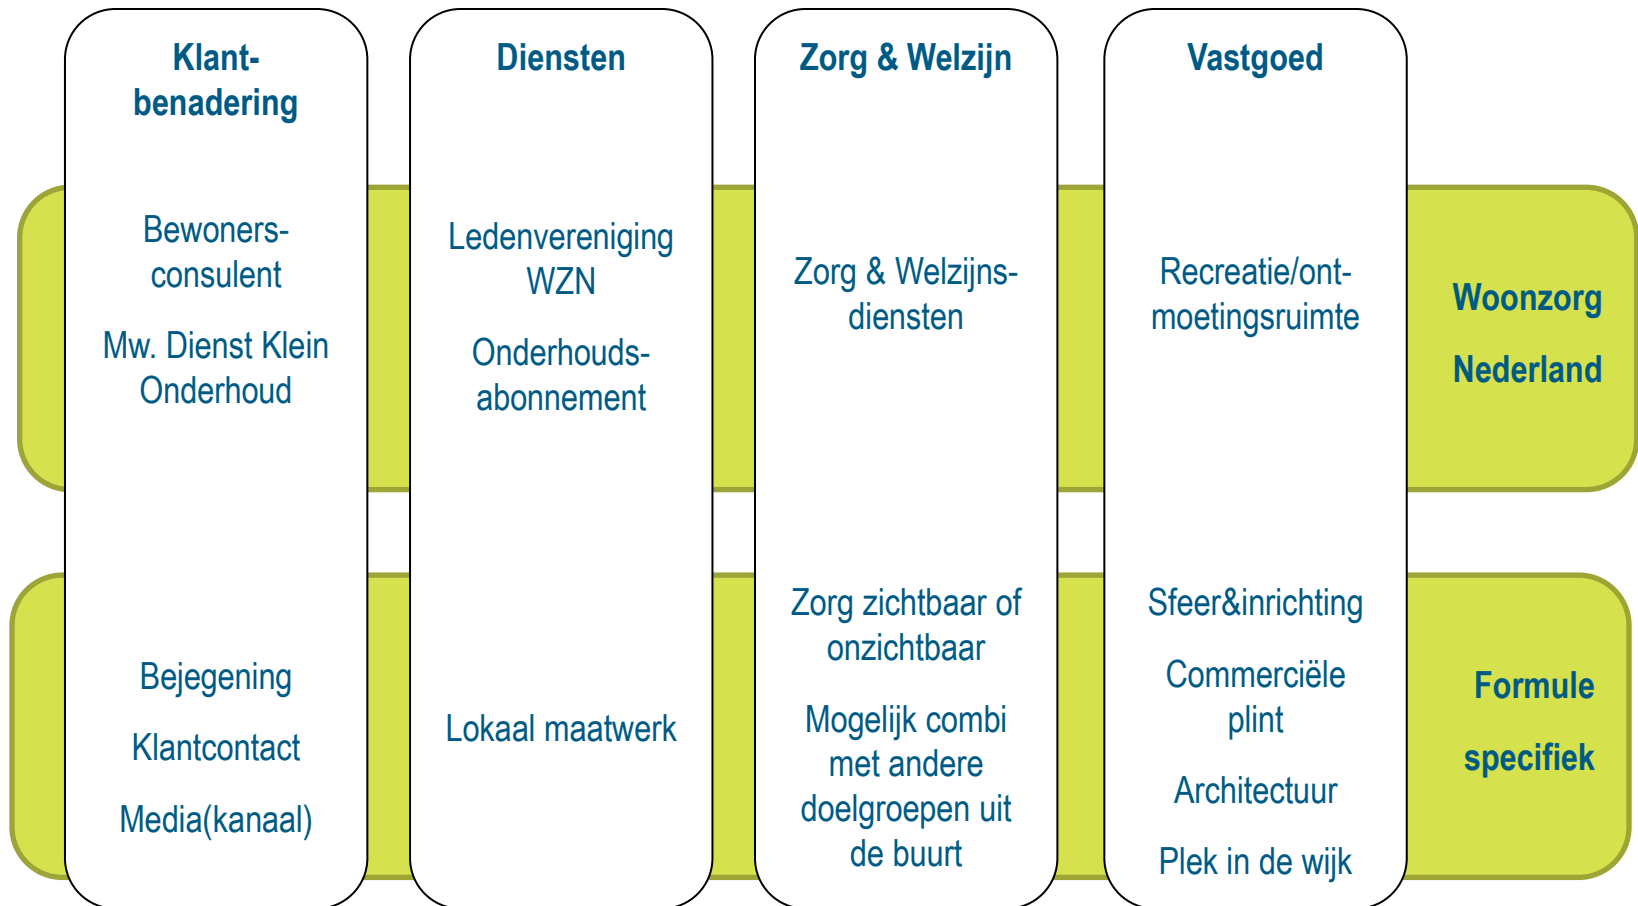 Klant-
benadering
Diensten
Zorg & Welzijn
Vastgoed
Bewoners-
consulent
Mw. Dienst Klein
Onderhoud
Ledenvereniging
WZN
Onderhouds-
abonnement
Zorg & Welzijns-
diensten
Recreatie/ont-
moetingsruimte
Woonzorg
Nederland
Bejegening
Klantcontact
Media(kanaal)
Lokaal maatwerk
Zorg zichtbaar of
onzichtbaar
Mogelijk combi
met andere
doelgroepen uit
de buurt
Sfeer&inrichting
Commerciële
plint
Architectuur
Plek in de wijk
Formule
specifiek